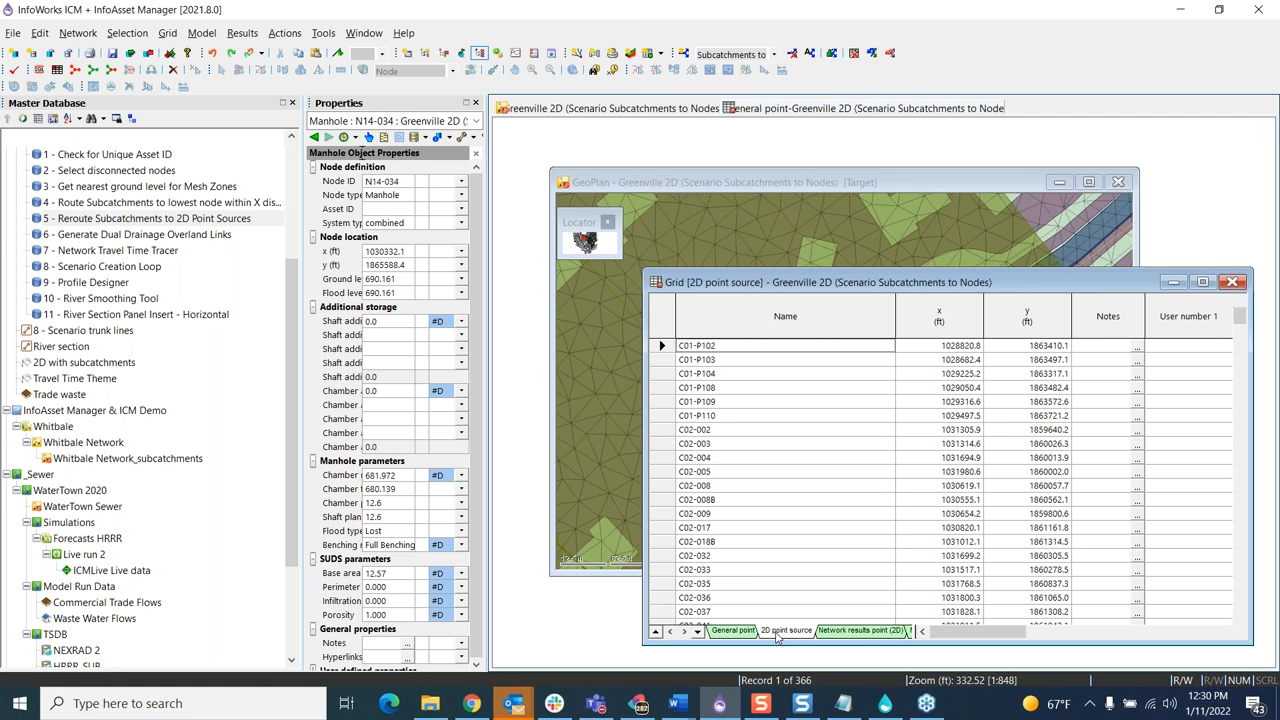 InfoWorks ICM + InfoAsset Manager [2021.8.0]
File Edit Network Selection Grid Model Results Actions Tools Window Help
Subcatchments to
Node
Master Database
1 - Check for Unique Asset ID
2 - Select disconnected nodes
3 - Get nearest ground level for Mesh Zones
4 - Route Subcatchments to lowest node within X dis...
5 - Reroute Subcatchments to 2D Point Sources
6 - Generate Dual Drainage Overland Links
7 - Network Travel Time Tracer
8 - Scenario Creation Loop
9 - Profile Designer
10 - River Smoothing Tool
11 - River Section Panel Insert - Horizontal
8 - Scenario trunk lines
River section
2D with subcatchments
Travel Time Theme
Trade waste
InfoAsset Manager & ICM Demo
Whitbale
Whitbale Network
Whitbale Network_subcatchments
_Sewer
WaterTown 2020
WaterTown Sewer
Simulations
Forecasts HRRR
Live run 2
ICMLive Live data
Model Run Data
Commercial Trade Flows
Waste Water Flows
TSDB
NEXRAD 2
HRRR_SUB
Properties
Manhole : N14-034 : Greenville 2D (
Manhole Object Properties
Node definition
Node ID N14-034
Node type Manhole
Asset ID
System typ combined
Node location
x (ft) 1030332.1
y (ft) 1865588.4
Ground le 690.161
Flood leve 690.161
Additional storage
Shaft addi 0.0 #D
Shaft addi
Shaft addi
Shaft addi
Shaft addi 0.0
Chamber a 0.0 #D
Chamber a
Chamber a
Chamber a
Chamber a 0.0
Manhole parameters
Chamber r 681.972 #D
Chamber f 680.139
Chamber p 12.6
Shaft plan 12.6
Flood type Lost
Benching m Full Benching #D
SUDS parameters
Base area 12.57 #D
Perimeter 0.000 #D
Infiltration 0.000 #D
Porosity 1.000 #D
General properties
Notes ...
Hyperlinks ...
User defined properties
reenville 2D (Scenario Subcatchments to Nodes
eneral point-Greenville 2D (Scenario Subcatchments to Node
GeoPlan - Greenville 2D (Scenario Subcatchments to Nodes) [Target]
Locator
Grid [2D point source] - Greenville 2D (Scenario Subcatchments to Nodes)
Name x (ft) y (ft) Notes User number 1
C01-P102 1028820.8 1863410.1 ...
C01-P103 1028682.4 1863497.1 ...
C01-P104 1029225.2 1863317.1 ...
C01-P108 1029050.4 1863482.4 ...
C01-P109 1029316.6 1863572.6 ...
C01-P110 1029497.5 1863721.2 ...
C02-002 1031305.9 1859640.2 ...
C02-003 1031314.6 1860026.3 ...
C02-004 1031694.9 1860013.9 ...
C02-005 1031980.6 1860002.0 ...
C02-008 1030619.1 1860057.7 ...
C02-008B 1030555.1 1860562.1 ...
C02-009 1030654.2 1859800.6 ...
C02-017 1030820.1 1861161.8 ...
C02-018B 1031012.1 1861314.5 ...
C02-032 1031699.2 1860305.5 ...
C02-033 1031517.1 1860278.5 ...
C02-035 1031768.5 1860837.3 ...
C02-036 1031800.3 1861065.0 ...
C02-037 1031828.1 1861308.2 ...
General point 2D point source Network results point (2D)
Record 1 of 366 Zoom (ft): 332.52 [1:848] R/W R/W NUM
Type here to search
282
67°F
12:30 PM
1/11/2022